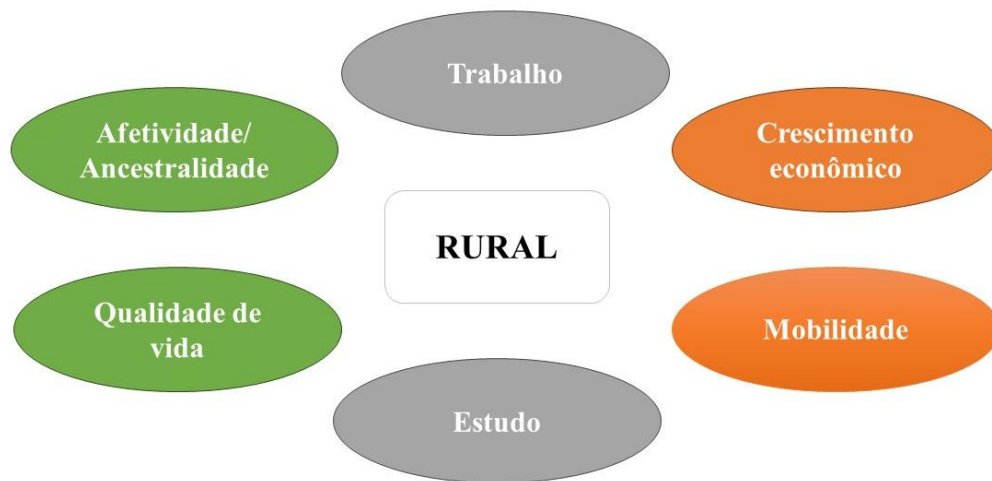 Trabalho
Afetividade/
Ancestralidade
Crescimento
econômico
RURAL
Qualidade de
vida
Mobilidade
Estudo